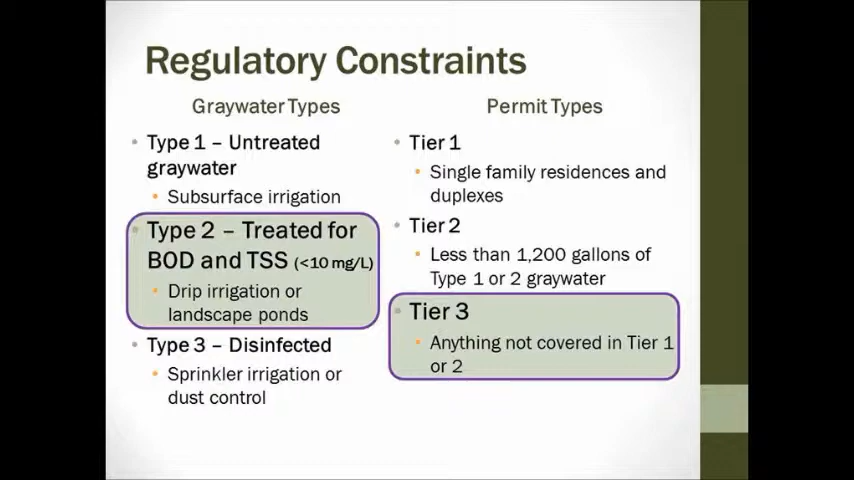 Regulatory Constraints
Graywater Types
Type 1 – Untreated
graywater
Subsurface irrigation
Type 2 – Treated for
BOD and TSS (<10 mg/L)
Drip irrigation or
landscape ponds
Type 3 – Disinfected
Sprinkler irrigation or
dust control
Permit Types
Tier 1
Single family residences and
duplexes
Tier 2
Less than 1,200 gallons of
Type 1 or 2 graywater
Tier 3
Anything not covered in Tier 1
or 2